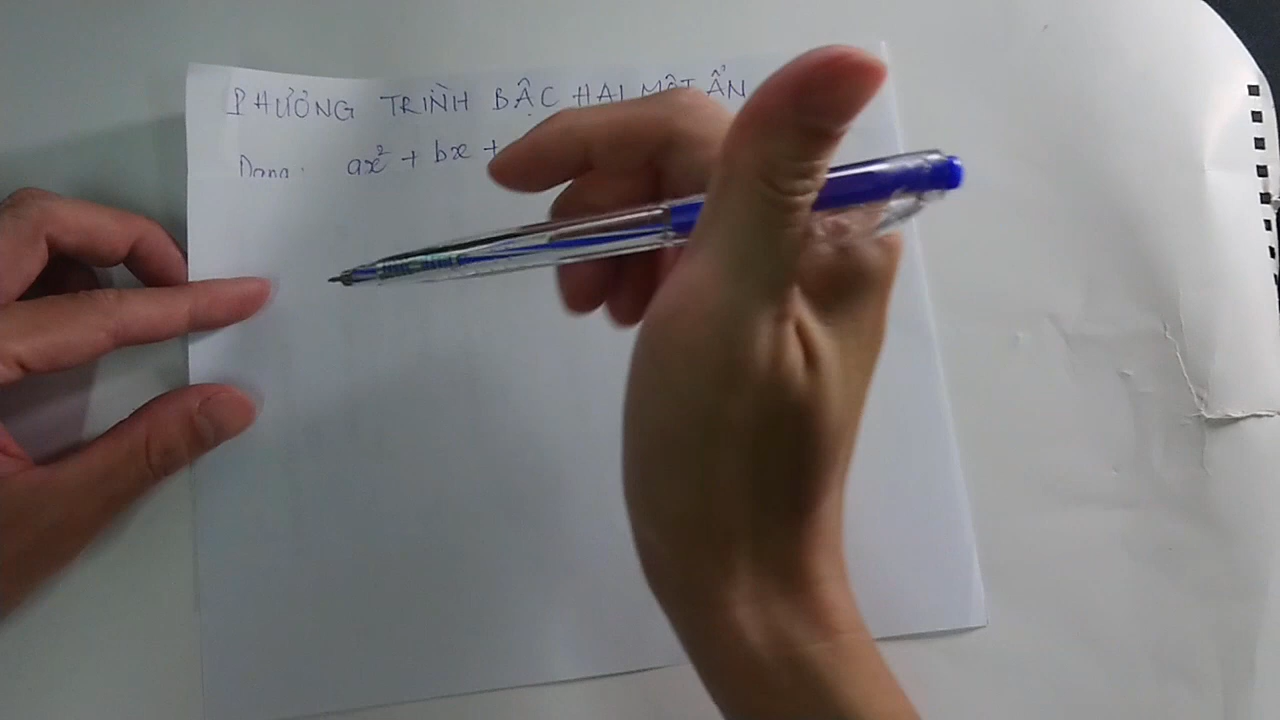 PHƯƠNG TRÌNH BẬC HAI MỘT ẨN
Dạng: ax² + bx +